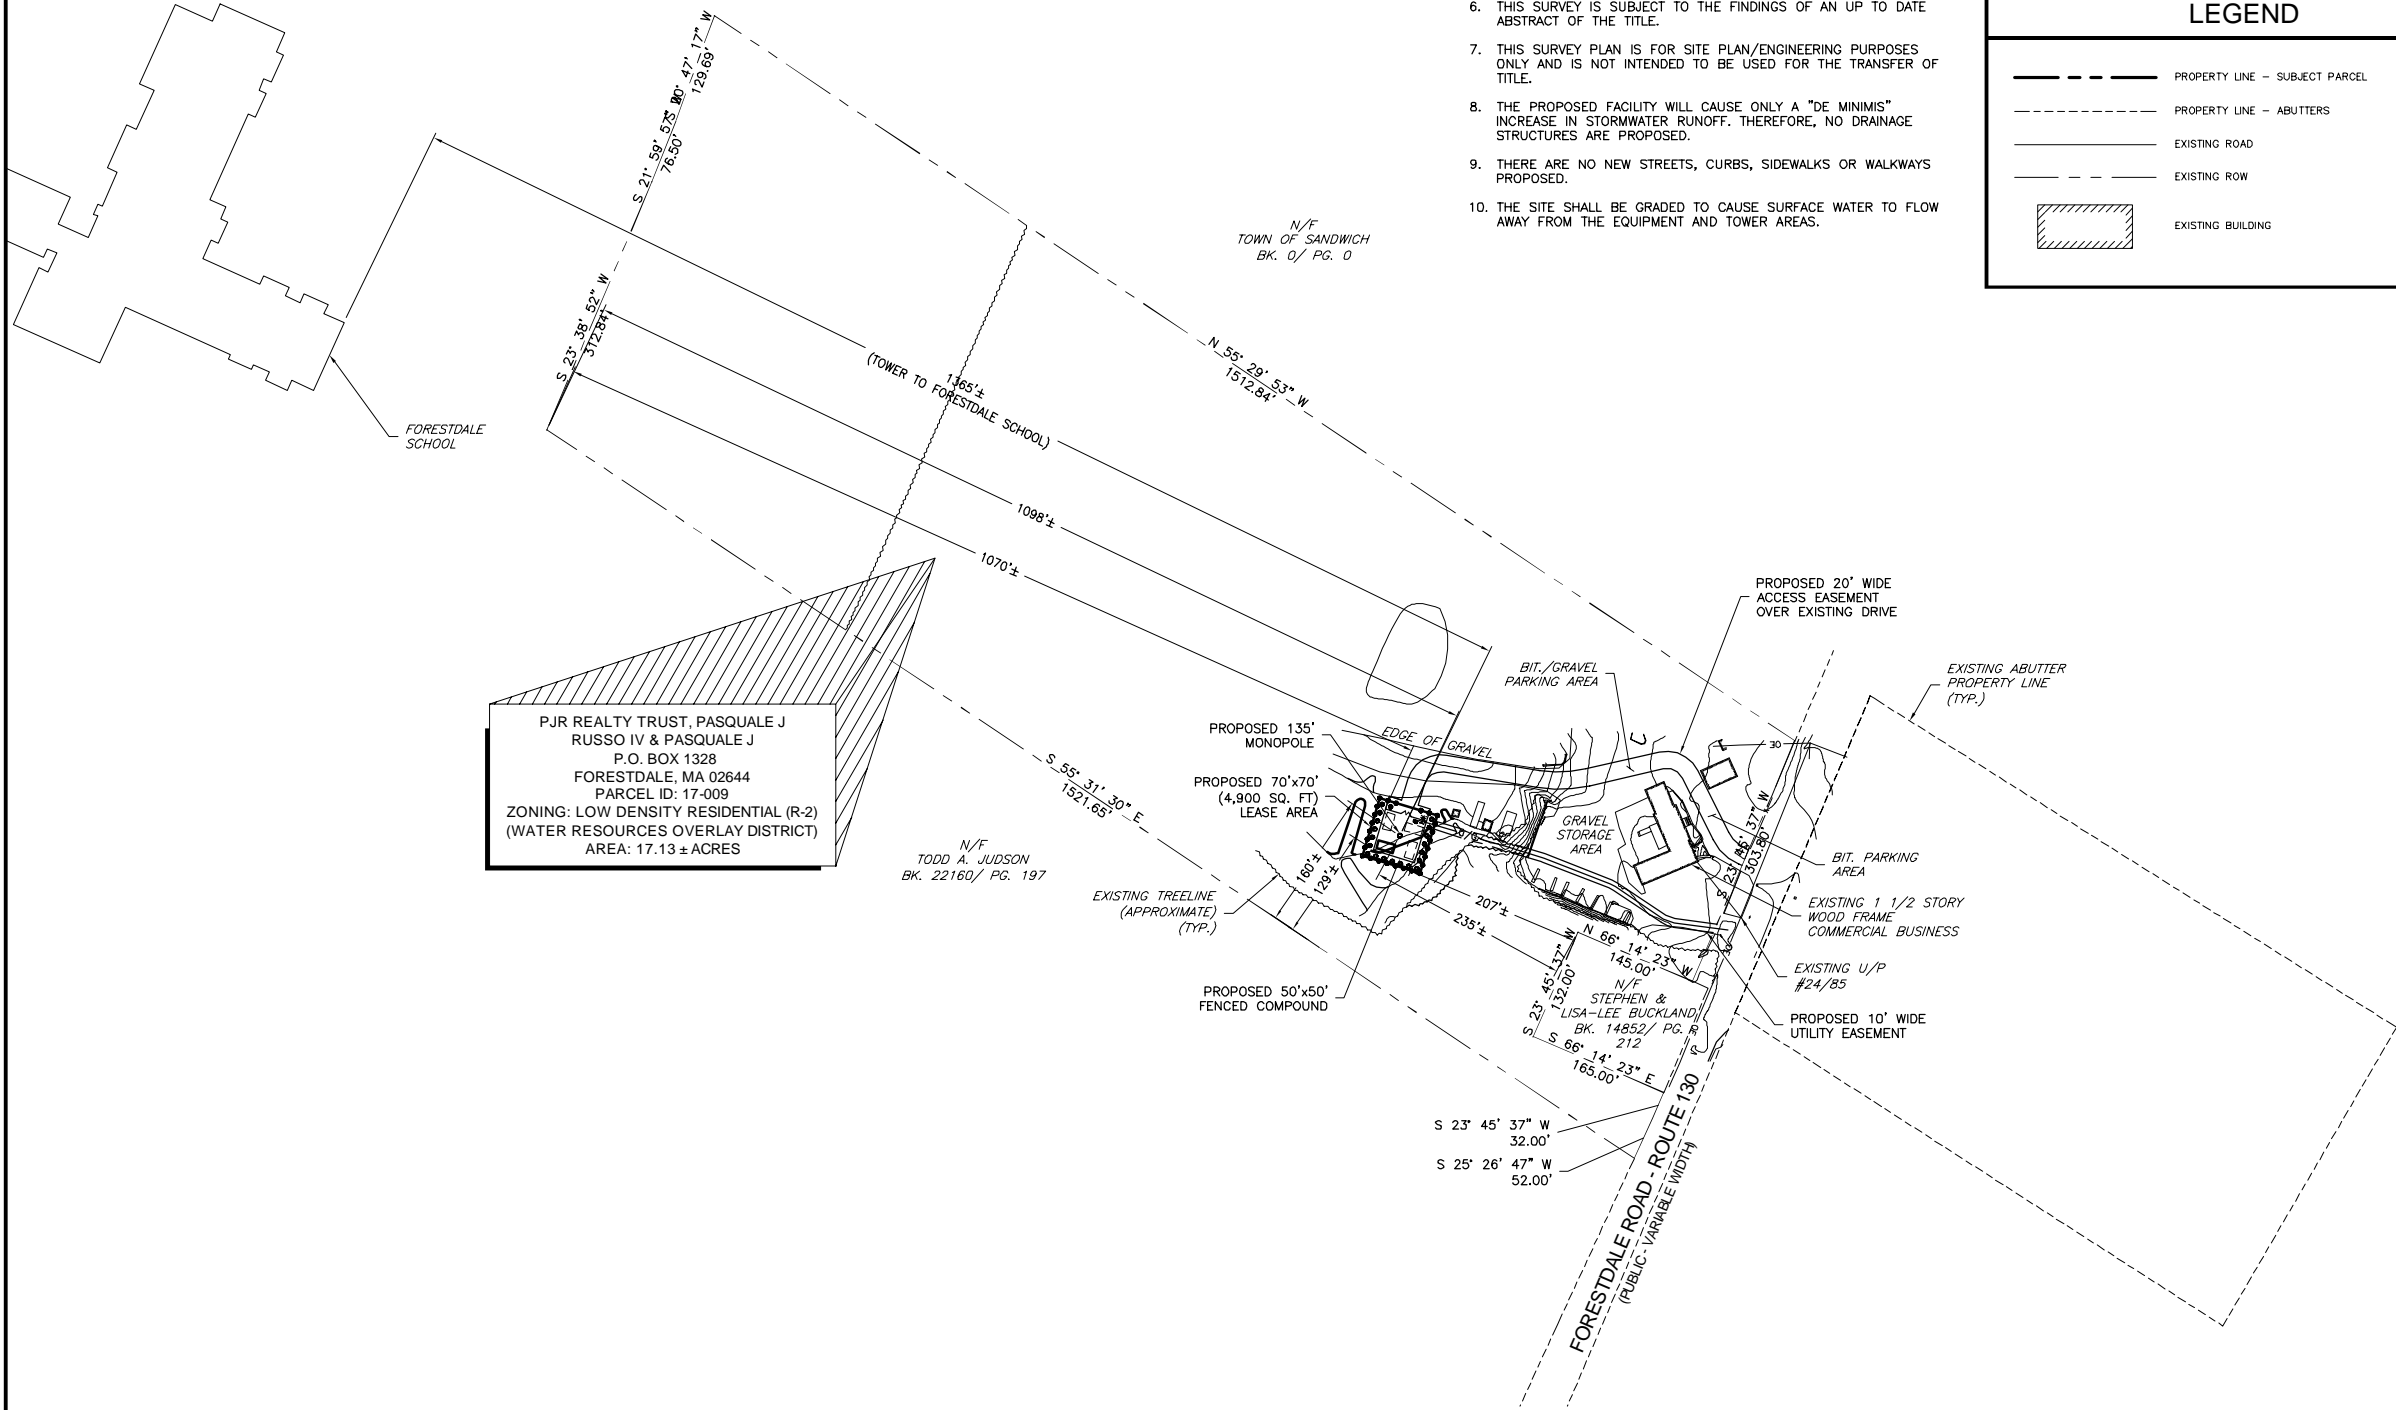 6. THIS SURVEY IS SUBJECT TO THE FINDINGS OF AN UP TO DATE
ABSTRACT OF THE TITLE.
7. THIS SURVEY PLAN IS FOR SITE PLAN/ENGINEERING PURPOSES
ONLY AND IS NOT INTENDED TO BE USED FOR THE TRANSFER OF
TITLE.
8. THE PROPOSED FACILITY WILL CAUSE ONLY A "DE MINIMIS"
INCREASE IN STORMWATER RUNOFF. THEREFORE, NO DRAINAGE
STRUCTURES ARE PROPOSED.
9. THERE ARE NO NEW STREETS, CURBS, SIDEWALKS OR WALKWAYS
PROPOSED.
10. THE SITE SHALL BE GRADED TO CAUSE SURFACE WATER TO FLOW
AWAY FROM THE EQUIPMENT AND TOWER AREAS.
LEGEND
PROPERTY LINE - SUBJECT PARCEL
PROPERTY LINE - ABUTTERS
EXISTING ROAD
EXISTING ROW
EXISTING BUILDING
47' 17" W
129.69'
S 21° 59' 57" W
76.50'
S 23° 38' 52" W
312.84'
N/F
TOWN OF SANDWICH
BK. 0/ PG. 0
N 55° 29' 53" W
1512.84'
1365'±
(TOWER TO FORESTDALE SCHOOL)
FORESTDALE
SCHOOL
1098'±
1070'±
PJR REALTY TRUST, PASQUALE J
RUSSO IV & PASQUALE J
P.O. BOX 1328
FORESTDALE, MA 02644
PARCEL ID: 17-009
ZONING: LOW DENSITY RESIDENTIAL (R-2)
(WATER RESOURCES OVERLAY DISTRICT)
AREA: 17.13 ± ACRES
S 55° 31' 30" E
1521.65'
N/F
TODD A. JUDSON
BK. 22160/ PG. 197
PROPOSED 20' WIDE
ACCESS EASEMENT
OVER EXISTING DRIVE
BIT./GRAVEL
PARKING AREA
EXISTING ABUTTER
PROPERTY LINE
(TYP.)
PROPOSED 135'
MONOPOLE
EDGE OF GRAVEL
30
PROPOSED 70'x70'
(4,900 SQ. FT)
LEASE AREA
GRAVEL
STORAGE
AREA
S 23° 46' 37" W
303.80'
BIT. PARKING
AREA
EXISTING TREELINE
(APPROXIMATE)
(TYP.)
160'±
129'±
207'±
235'±
EXISTING 1 1/2 STORY
WOOD FRAME
COMMERCIAL BUSINESS
N 66° 14' 23" W
145.00'
30
EXISTING U/P
#24/85
PROPOSED 50'x50'
FENCED COMPOUND
S 23° 45' 37" W
132.00'
N/F
STEPHEN &
LISA-LEE BUCKLAND
BK. 14852/ PG.
212
PROPOSED 10' WIDE
UTILITY EASEMENT
S 66° 14' 23" E
165.00'
S 23° 45' 37" W
32.00'
S 25° 26' 47" W
52.00'
FORESTDALE ROAD - ROUTE 130
(PUBLIC - VARIABLE WIDTH)